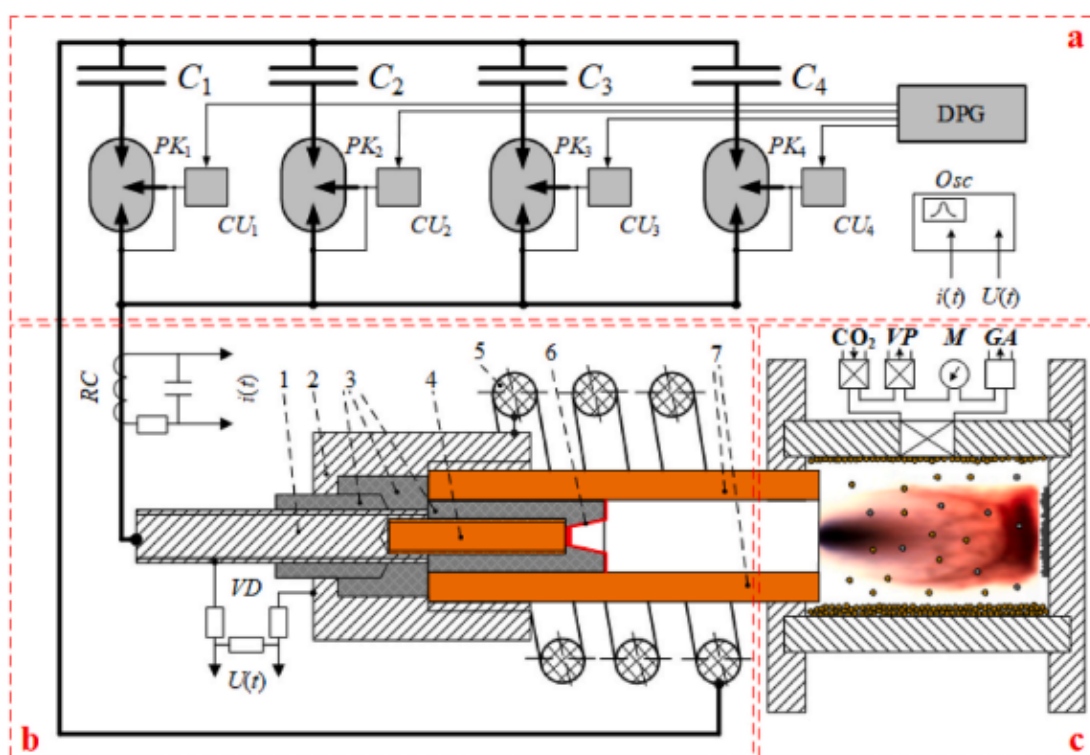 a
C1 C2 C3 C4
DPG
PK1 PK2 PK3 PK4
Osc
CU1 CU2 CU3 CU4
i(t) U(t)
CO2 VP M GA
RC
i(t)
1 2 3 4 5 6 7
VD
U(t)
b
c